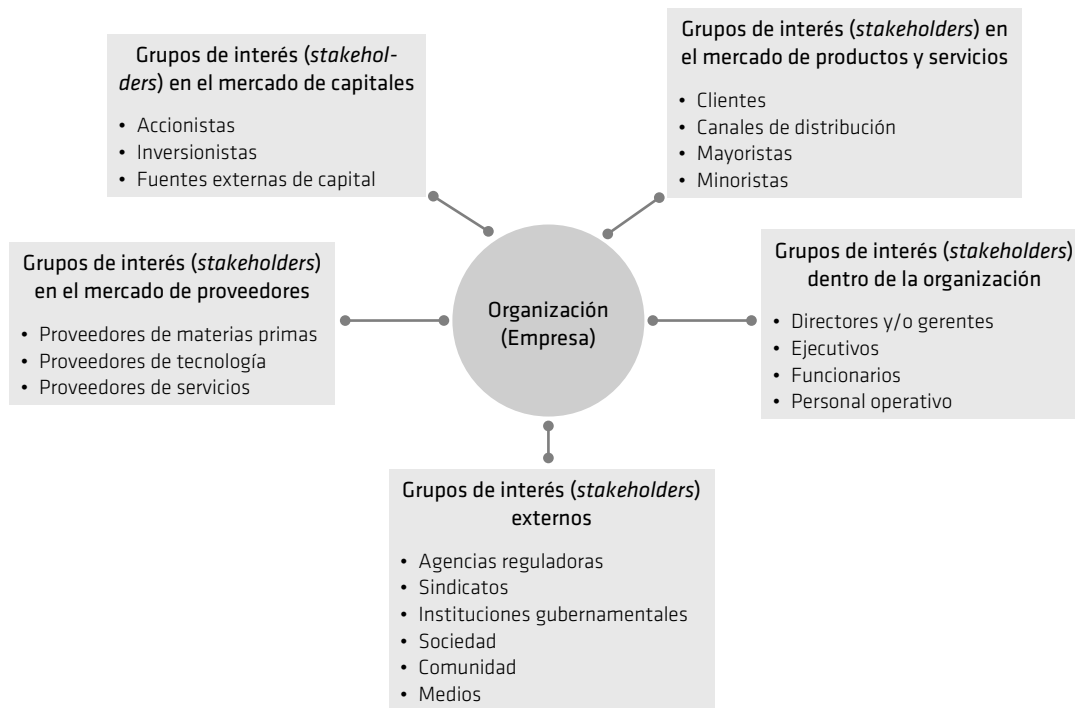 Grupos de interés (stakehol-
ders) en el mercado de capitales
• Accionistas
• Inversionistas
• Fuentes externas de capital
Grupos de interés (stakeholders) en
el mercado de productos y servicios
• Clientes
• Canales de distribución
• Mayoristas
• Minoristas
Grupos de interés (stakeholders)
en el mercado de proveedores
• Proveedores de materias primas
• Proveedores de tecnología
• Proveedores de servicios
Organización
(Empresa)
Grupos de interés (stakeholders)
dentro de la organización
• Directores y/o gerentes
• Ejecutivos
• Funcionarios
• Personal operativo
Grupos de interés (stakeholders)
externos
• Agencias reguladoras
• Sindicatos
• Instituciones gubernamentales
• Sociedad
• Comunidad
• Medios